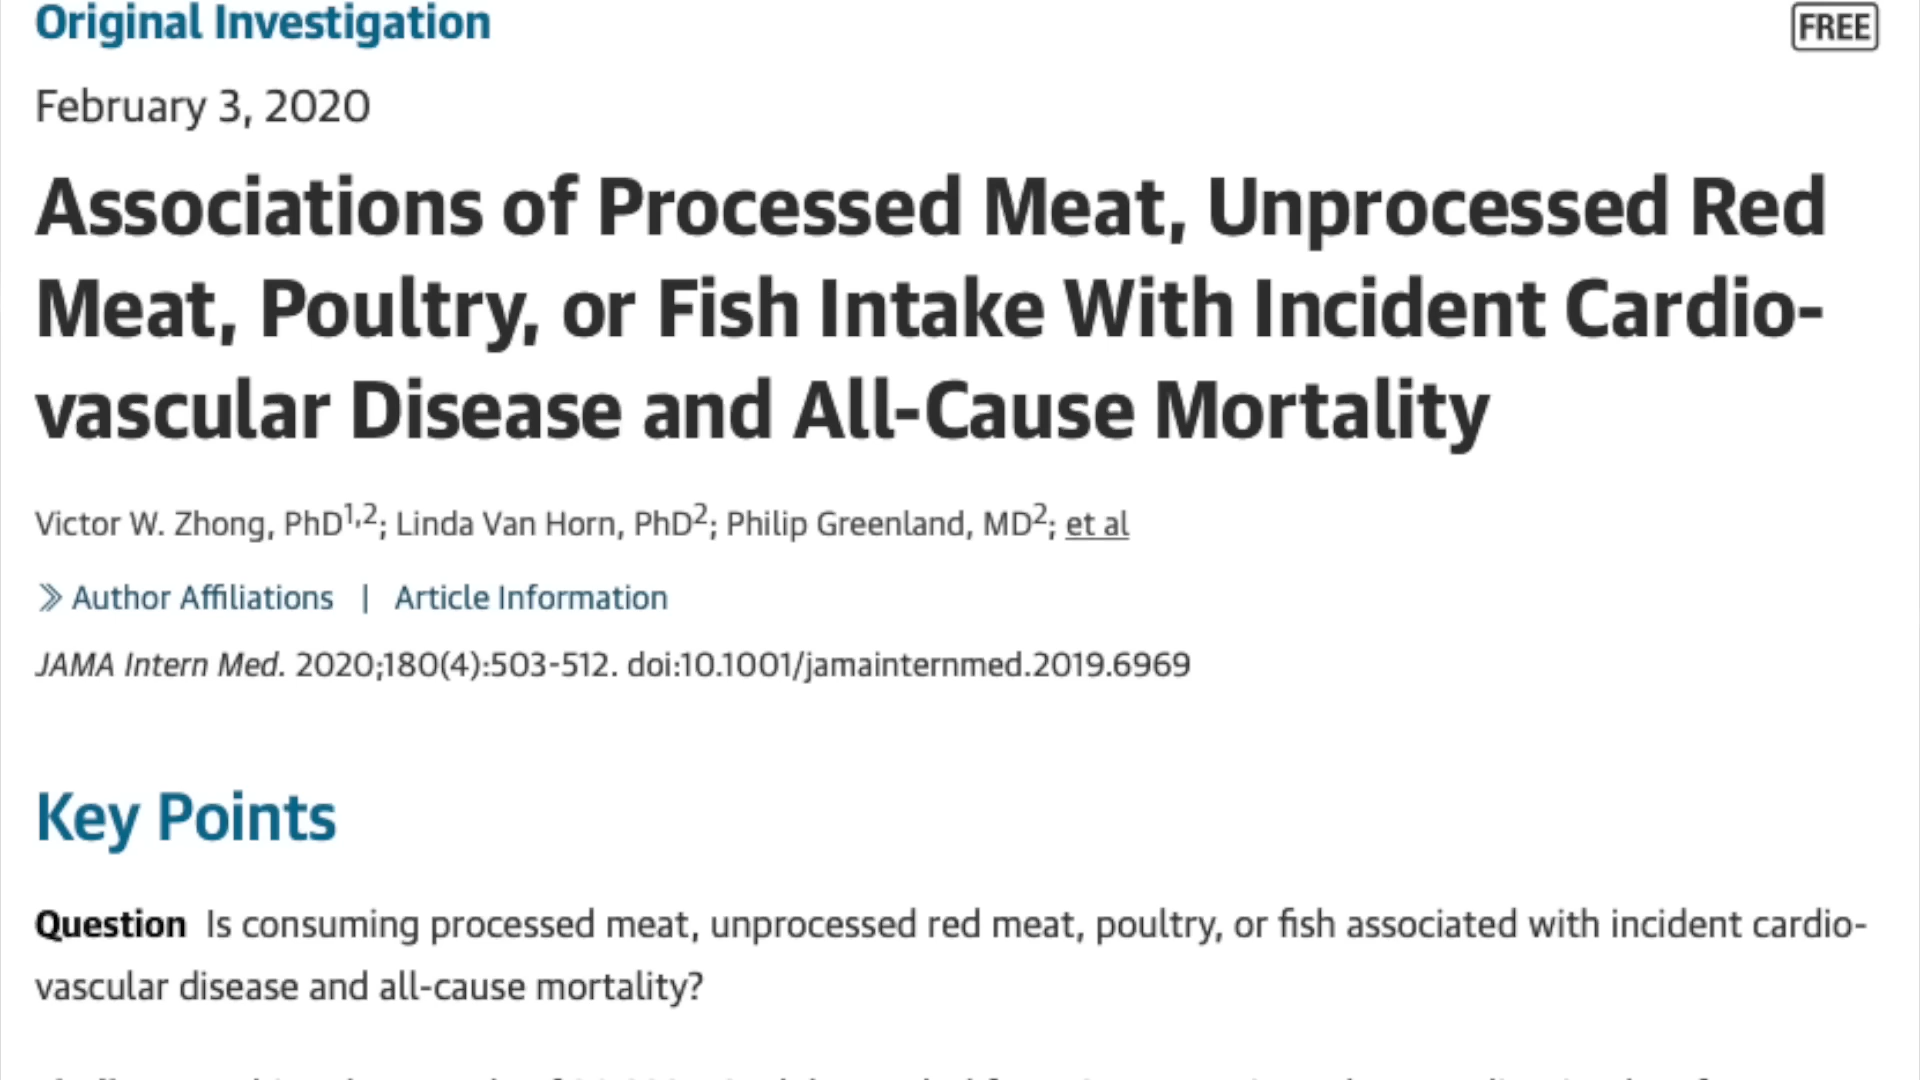 Original Investigation
FREE
February 3, 2020
Associations of Processed Meat, Unprocessed Red
Meat, Poultry, or Fish Intake With Incident Cardio-
vascular Disease and All-Cause Mortality
Victor W. Zhong, PhD1,2; Linda Van Horn, PhD2; Philip Greenland, MD2; et al
Author Affiliations | Article Information
JAMA Intern Med. 2020;180(4):503-512. doi:10.1001/jamainternmed.2019.6969
Key Points
Question Is consuming processed meat, unprocessed red meat, poultry, or fish associated with incident cardio-
vascular disease and all-cause mortality?